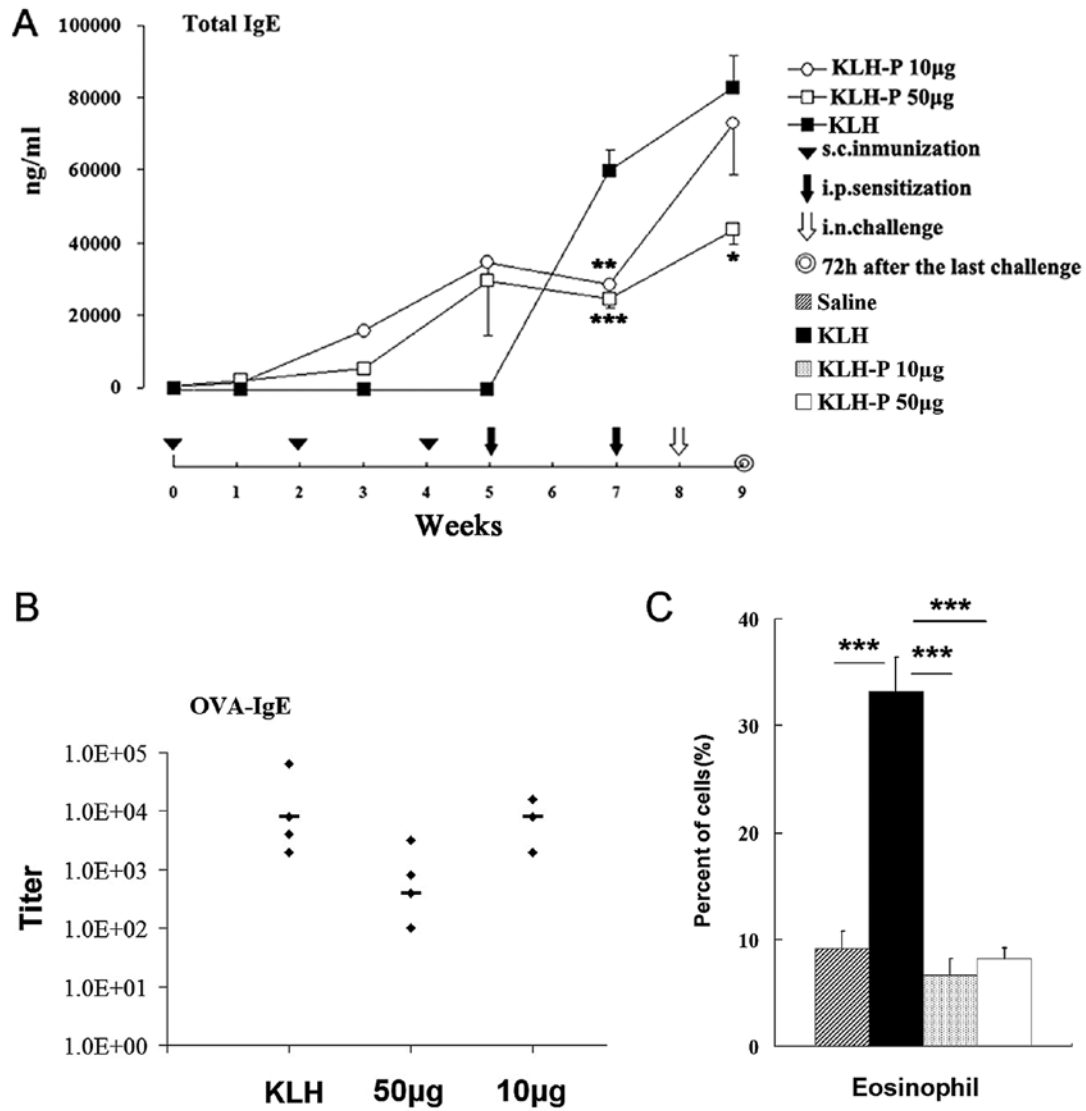 A
Total IgE
100000
80000
60000
40000
20000
0
ng/ml
**
***
*
0 1 2 3 4 5 6 7 8 9
Weeks
KLH-P 10μg
KLH-P 50μg
KLH
s.c.inmunization
i.p.sensitization
i.n.challenge
72h after the last challenge
Saline
KLH
KLH-P 10μg
KLH-P 50μg
B
OVA-IgE
1.0E+05
1.0E+04
1.0E+03
1.0E+02
1.0E+01
1.0E+00
Titer
KLH 50μg 10μg
C
40
30
20
10
0
Percent of cells(%)
***
***
***
Eosinophil